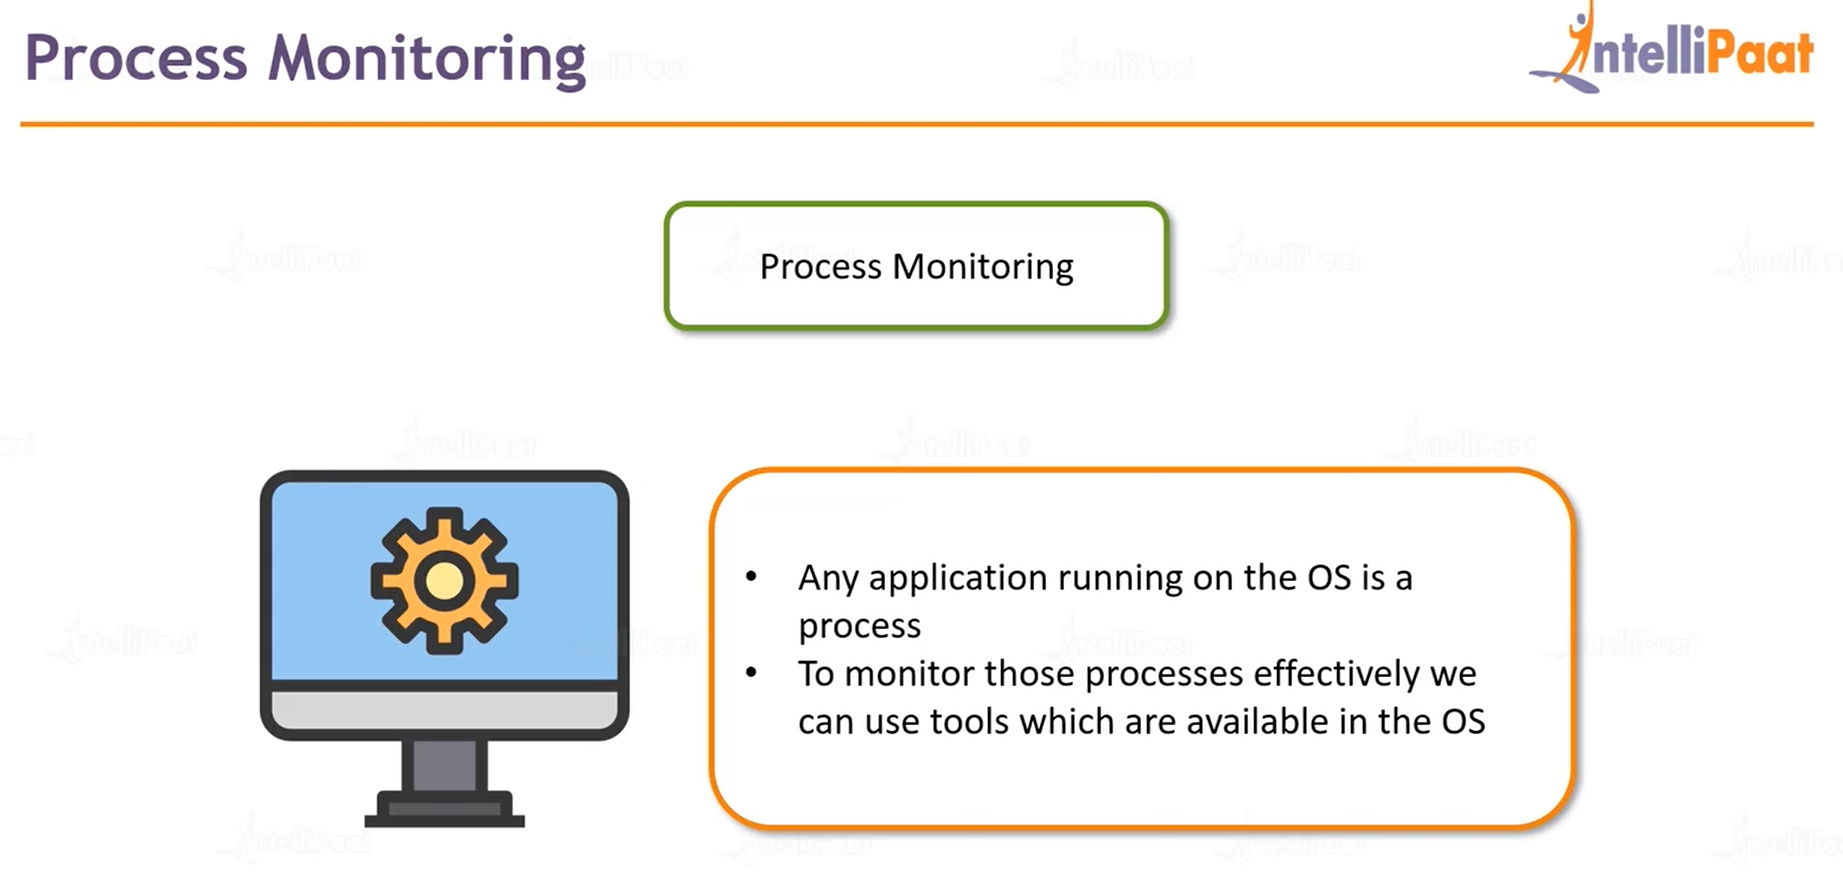 Process Monitoring
IntelliPaat
Process Monitoring
• Any application running on the OS is a
process
• To monitor those processes effectively we
can use tools which are available in the OS